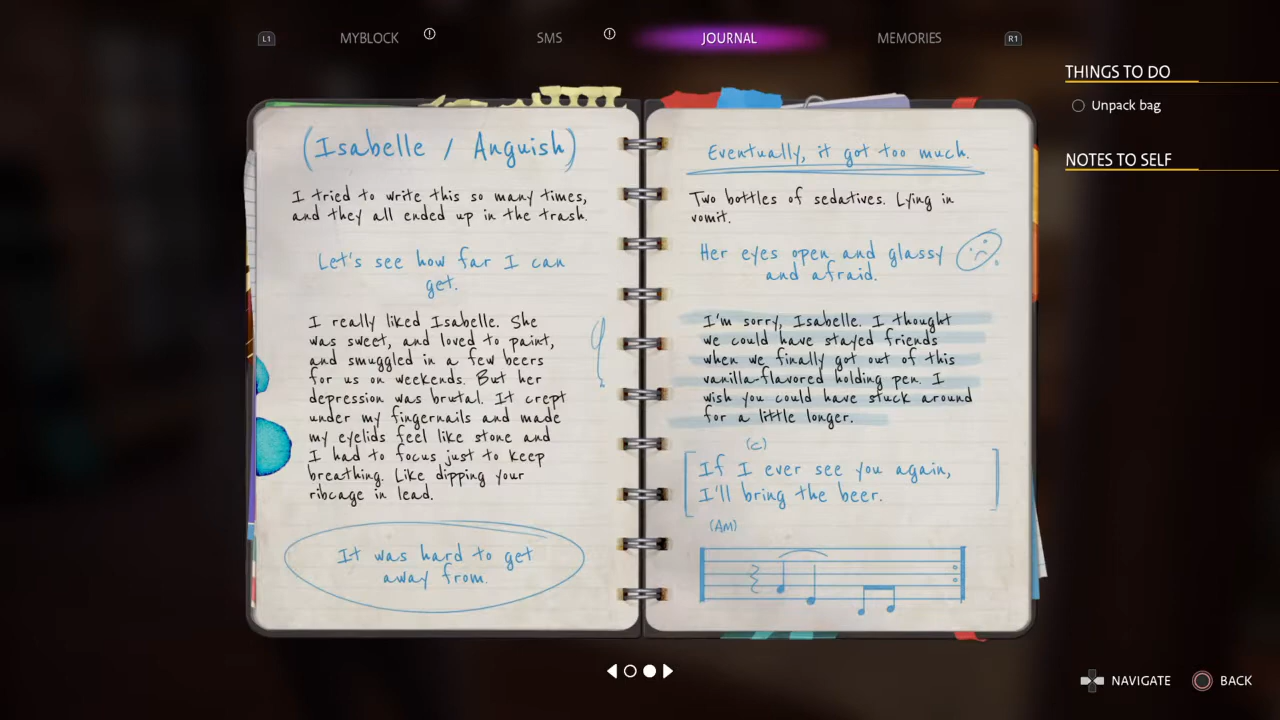 L1
MYBLOCK
SMS
JOURNAL
MEMORIES
R1
(Isabelle / Anguish)
I tried to write this so many times,
and they all ended up in the trash.
Let's see how far I can
get.
I really liked Isabelle. She
was sweet, and loved to paint,
and smuggled in a few beers
for us on weekends. But her
depression was brutal. It crept
under my fingernails and made
my eyelids feel like stone and
I had to focus just to keep
breathing. Like dipping your
ribcage in lead.
It was hard to get
away from.
Eventually, it got too much.
Two bottles of sedatives. Lying in
vomit.
Her eyes open and glassy
and afraid.
I'm sorry, Isabelle. I thought
we could have stayed friends
when we finally got out of this
vanilla-flavored holding pen. I
wish you could have stuck around
for a little longer.
(C)
If I ever see you again,
I'll bring the beer.
(Am)
THINGS TO DO
Unpack bag
NOTES TO SELF
NAVIGATE
BACK